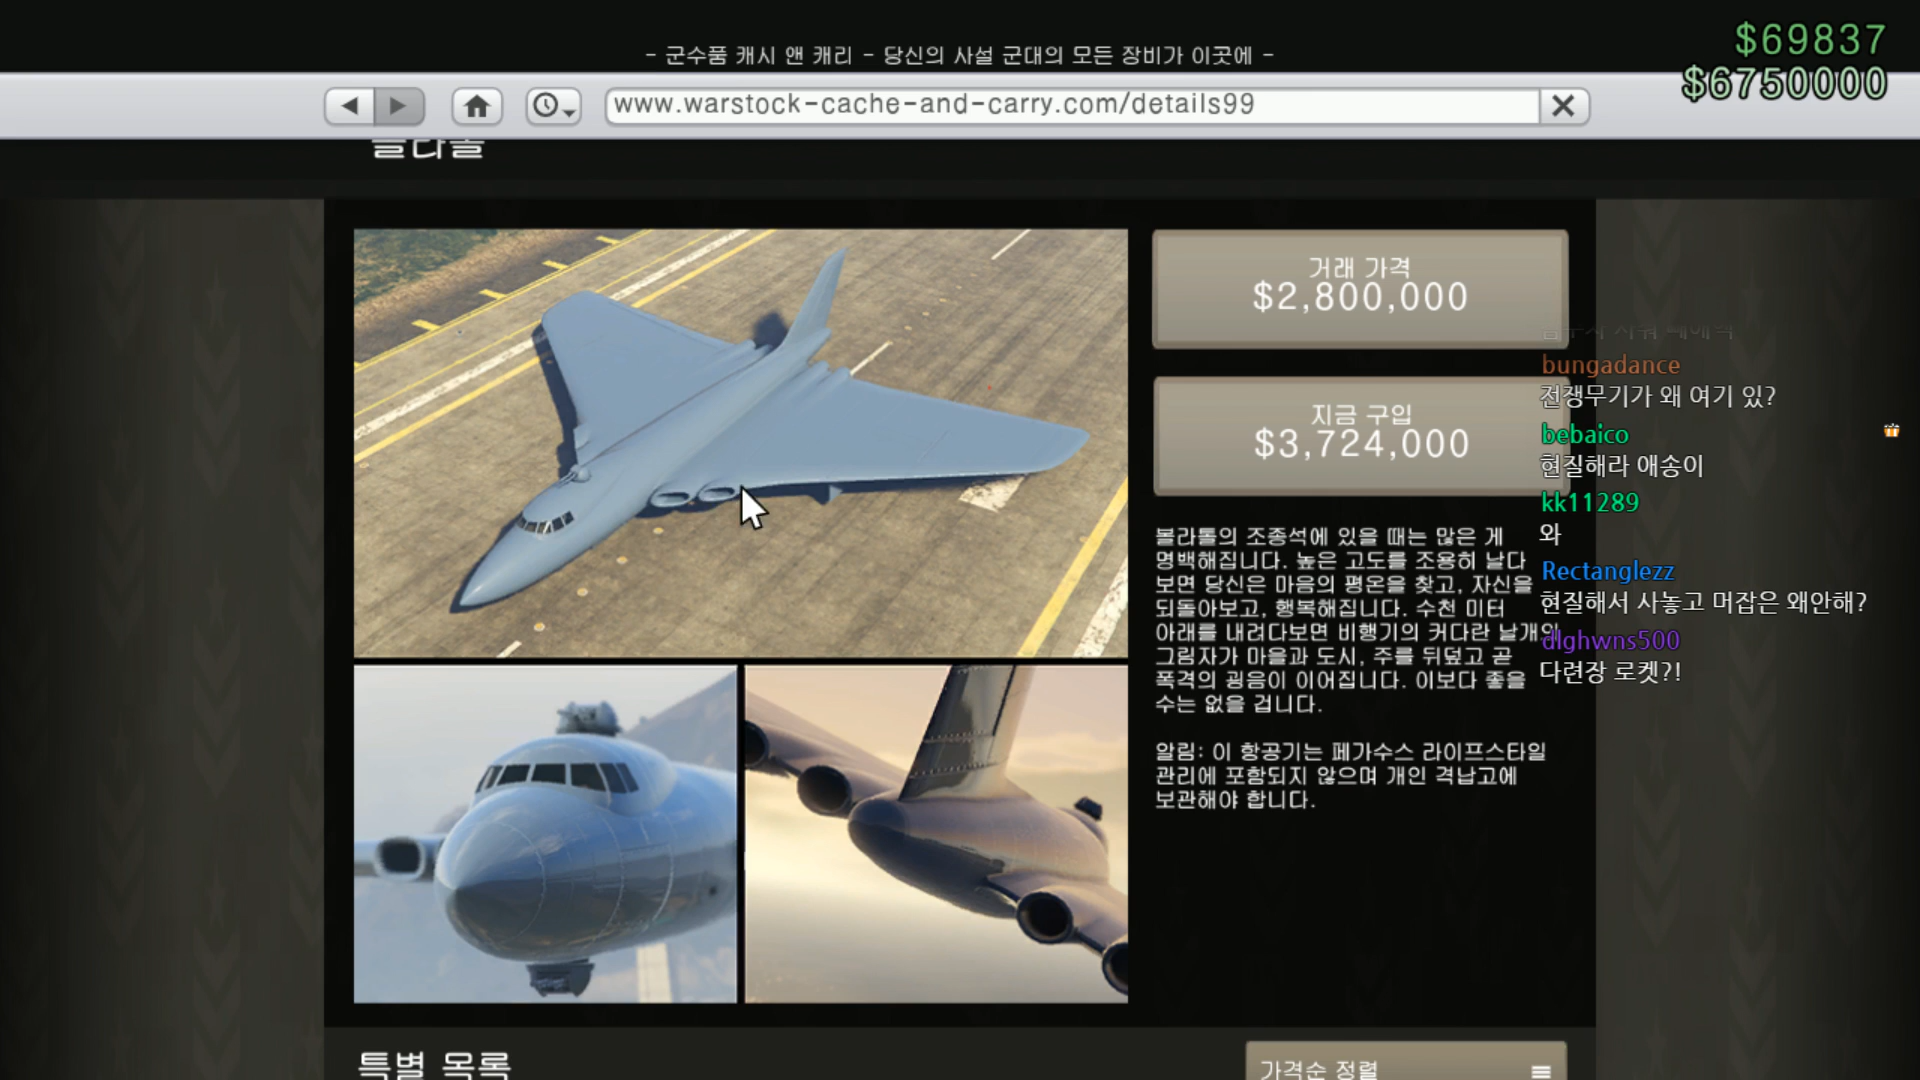 - 군수품 캐시 앤 캐리 - 당신의 사설 군대의 모든 장비가 이곳에 -
$69837
$6750000
www.warstock-cache-and-carry.com/details99
볼라톨
거래 가격
$2,800,000
지금 구입
$3,724,000
볼라톨의 조종석에 있을 때는 많은 게
명백해집니다. 높은 고도를 조용히 날다
보면 당신은 마음의 평온을 찾고, 자신을
되돌아보고, 행복해집니다. 수천 미터
아래를 내려다보면 비행기의 커다란 날개의
그림자가 마을과 도시, 주를 뒤덮고 곧
폭격의 굉음이 이어집니다. 이보다 좋을
수는 없을 겁니다.
알림: 이 항공기는 페가수스 라이프스타일
관리에 포함되지 않으며 개인 격납고에
보관해야 합니다.
bungadance
전쟁무기가 왜 여기 있?
bebaico
현질해라 애송이
kk11289
와
Rectanglezz
현질해서 사놓고 머잡은 왜안해?
dlghwns500
다련장 로켓?!
특별 목록
가격순 정렬